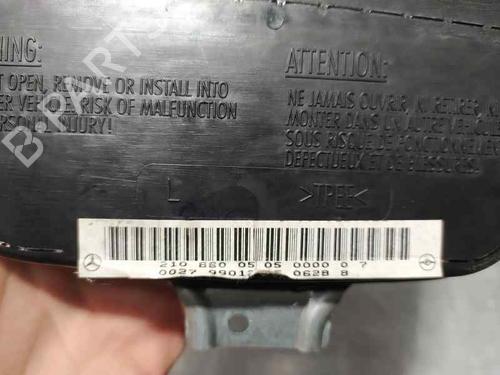 NING:
T OPEN, REMOVE OR INSTALL INTO
ER VEH RISK OF MALFUNCTION
ERSONAL INJURY!
ATTENTION:
NE JAMAIS OUVRIR, NI RETIRER, NI
MONTER DANS UN AUTRE VEHICULE
SOUS RISQUE DE FONCTIONNEMENT
DEFECTUEUX ET DE BLESSURES.
L >TPEE<
210 860 05 05 0000 0 7
0027 9901 0628 8